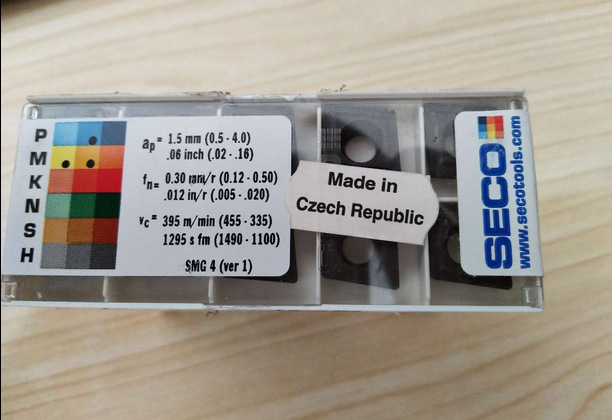 P
M
K
N
S
H
ap = 1.5 mm (0.5 - 4.0)
.06 inch (.02 - .16)
fn = 0.30 mm/r (0.12 - 0.50)
.012 in/r (.005 - .020)
vc = 395 m/min (455 - 335)
1295 s fm (1490 - 1100)
SMG 4 (ver 1)
Made in
Czech Republic
SECO
www.secotools.com